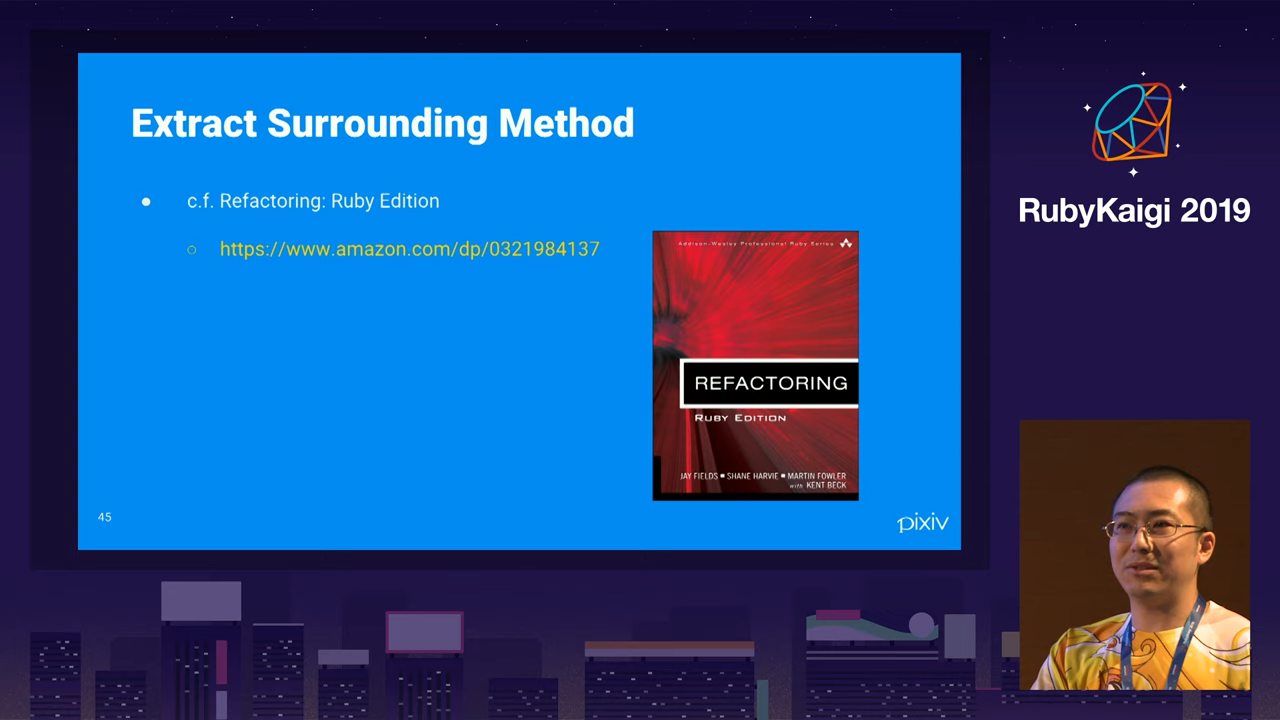 Extract Surrounding Method
c.f. Refactoring: Ruby Edition
https://www.amazon.com/dp/0321984137
Addison-Wesley Professional Ruby Series
REFACTORING
RUBY EDITION
JAY FIELDS ■ SHANE HARVIE ■ MARTIN FOWLER
with KENT BECK
45
pixiv
RubyKaigi 2019